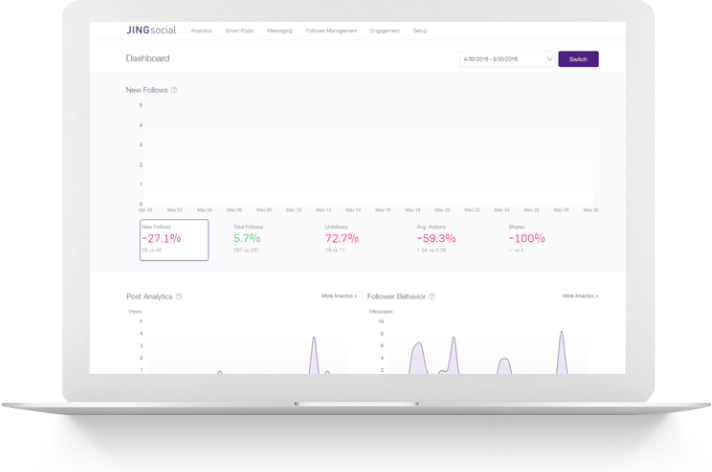 JINGsocial Analytics Smart Posts Messaging Follower Management Engagement Setup
Dashboard 4/30/2016 - 5/30/2016 Switch
New Follows ?
5
4
3
2
1
0
Apr 30 May 02 May 04 May 06 May 08 May 10 May 12 May 14 May 16 May 18 May 20 May 22 May 24 May 26 May 28 May 30
New Follows Total Follows Unfollows Avg. Actions Shares
-27.1% 5.7% 72.7% -59.3% -100%
35 vs 48 297 vs 281 19 vs 11 1.34 vs 3.29 -- vs 4
Post Analytics ? More Analytics > Follower Behavior ? More Analytics >
Views Messages
5 10
4 8
3 6
2 4
1 2